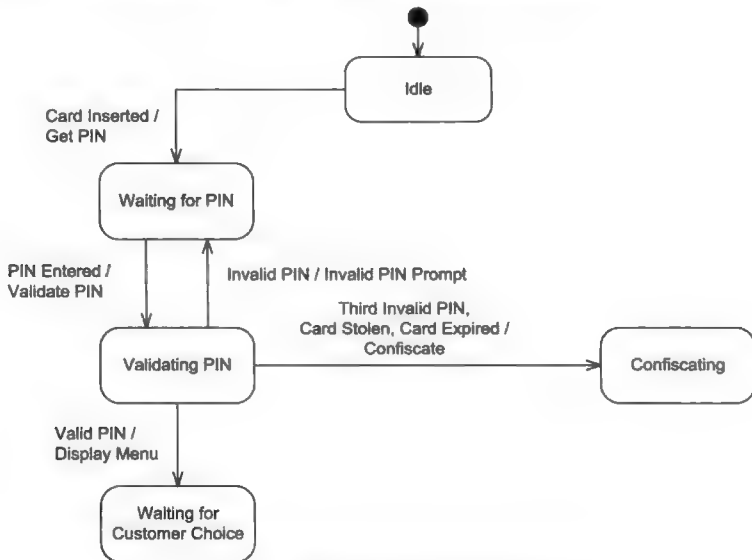 Idle
Card Inserted /
Get PIN
Waiting for PIN
PIN Entered /
Validate PIN
Invalid PIN / Invalid PIN Prompt
Third Invalid PIN,
Card Stolen, Card Expired /
Confiscate
Validating PIN
Confiscating
Valid PIN /
Display Menu
Waiting for
Customer Choice